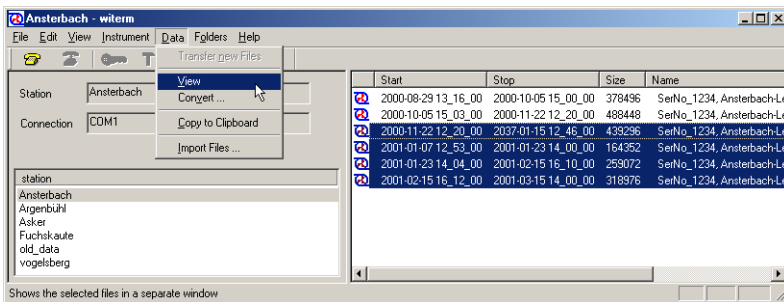 Ansterbach - witerm
File Edit View Instrument Data Folders Help
Transfer new Files
View
Convert ...
Copy to Clipboard
Import Files ...
Station Ansterbach
Connection COM1
station
Ansterbach
Argenbühl
Asker
Fuchskaute
old_data
vogelsberg
Start Stop Size Name
2000-08-29 13_16_00 2000-10-05 15_00_00 378496 SerNo_1234, Ansterbach-Le
2000-10-05 15_03_00 2000-11-22 12_20_00 488448 SerNo_1234, Ansterbach-Le
2000-11-22 12_20_00 2037-01-15 12_46_00 439296 SerNo_1234, Ansterbach-Le
2001-01-07 12_53_00 2001-01-23 14_00_00 164352 SerNo_1234, Ansterbach-Le
2001-01-23 14_04_00 2001-02-15 16_10_00 259072 SerNo_1234, Ansterbach-Le
2001-02-15 16_12_00 2001-03-15 14_00_00 318976 SerNo_1234, Ansterbach-Le
Shows the selected files in a separate window